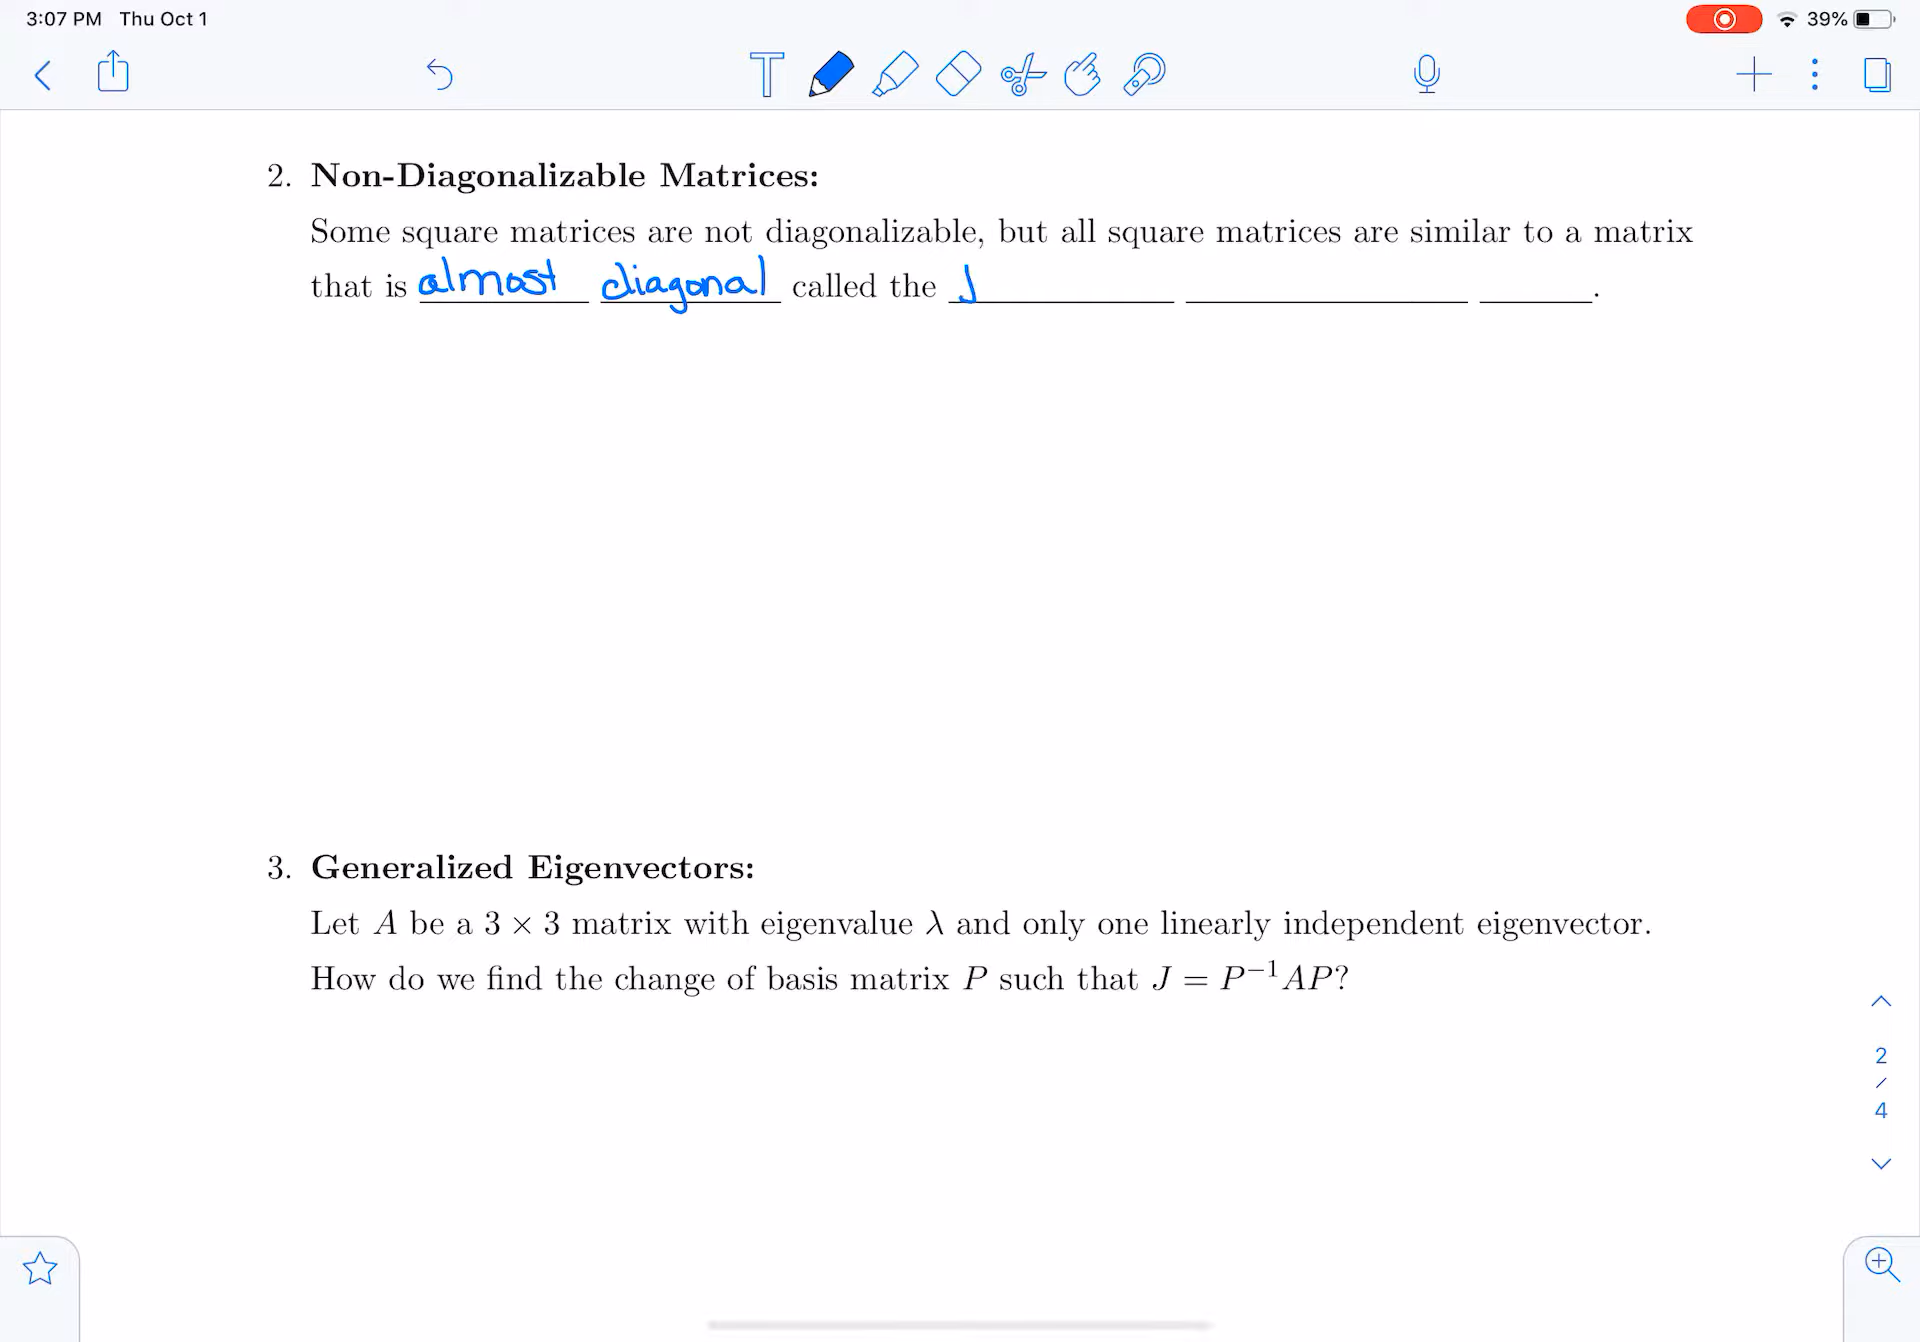 3:07 PM Thu Oct 1
39%
2. Non-Diagonalizable Matrices:
Some square matrices are not diagonalizable, but all square matrices are similar to a matrix
that is almost diagonal called the J
3. Generalized Eigenvectors:
Let A be a 3 × 3 matrix with eigenvalue λ and only one linearly independent eigenvector.
How do we find the change of basis matrix P such that J = P⁻¹AP?
2
/
4